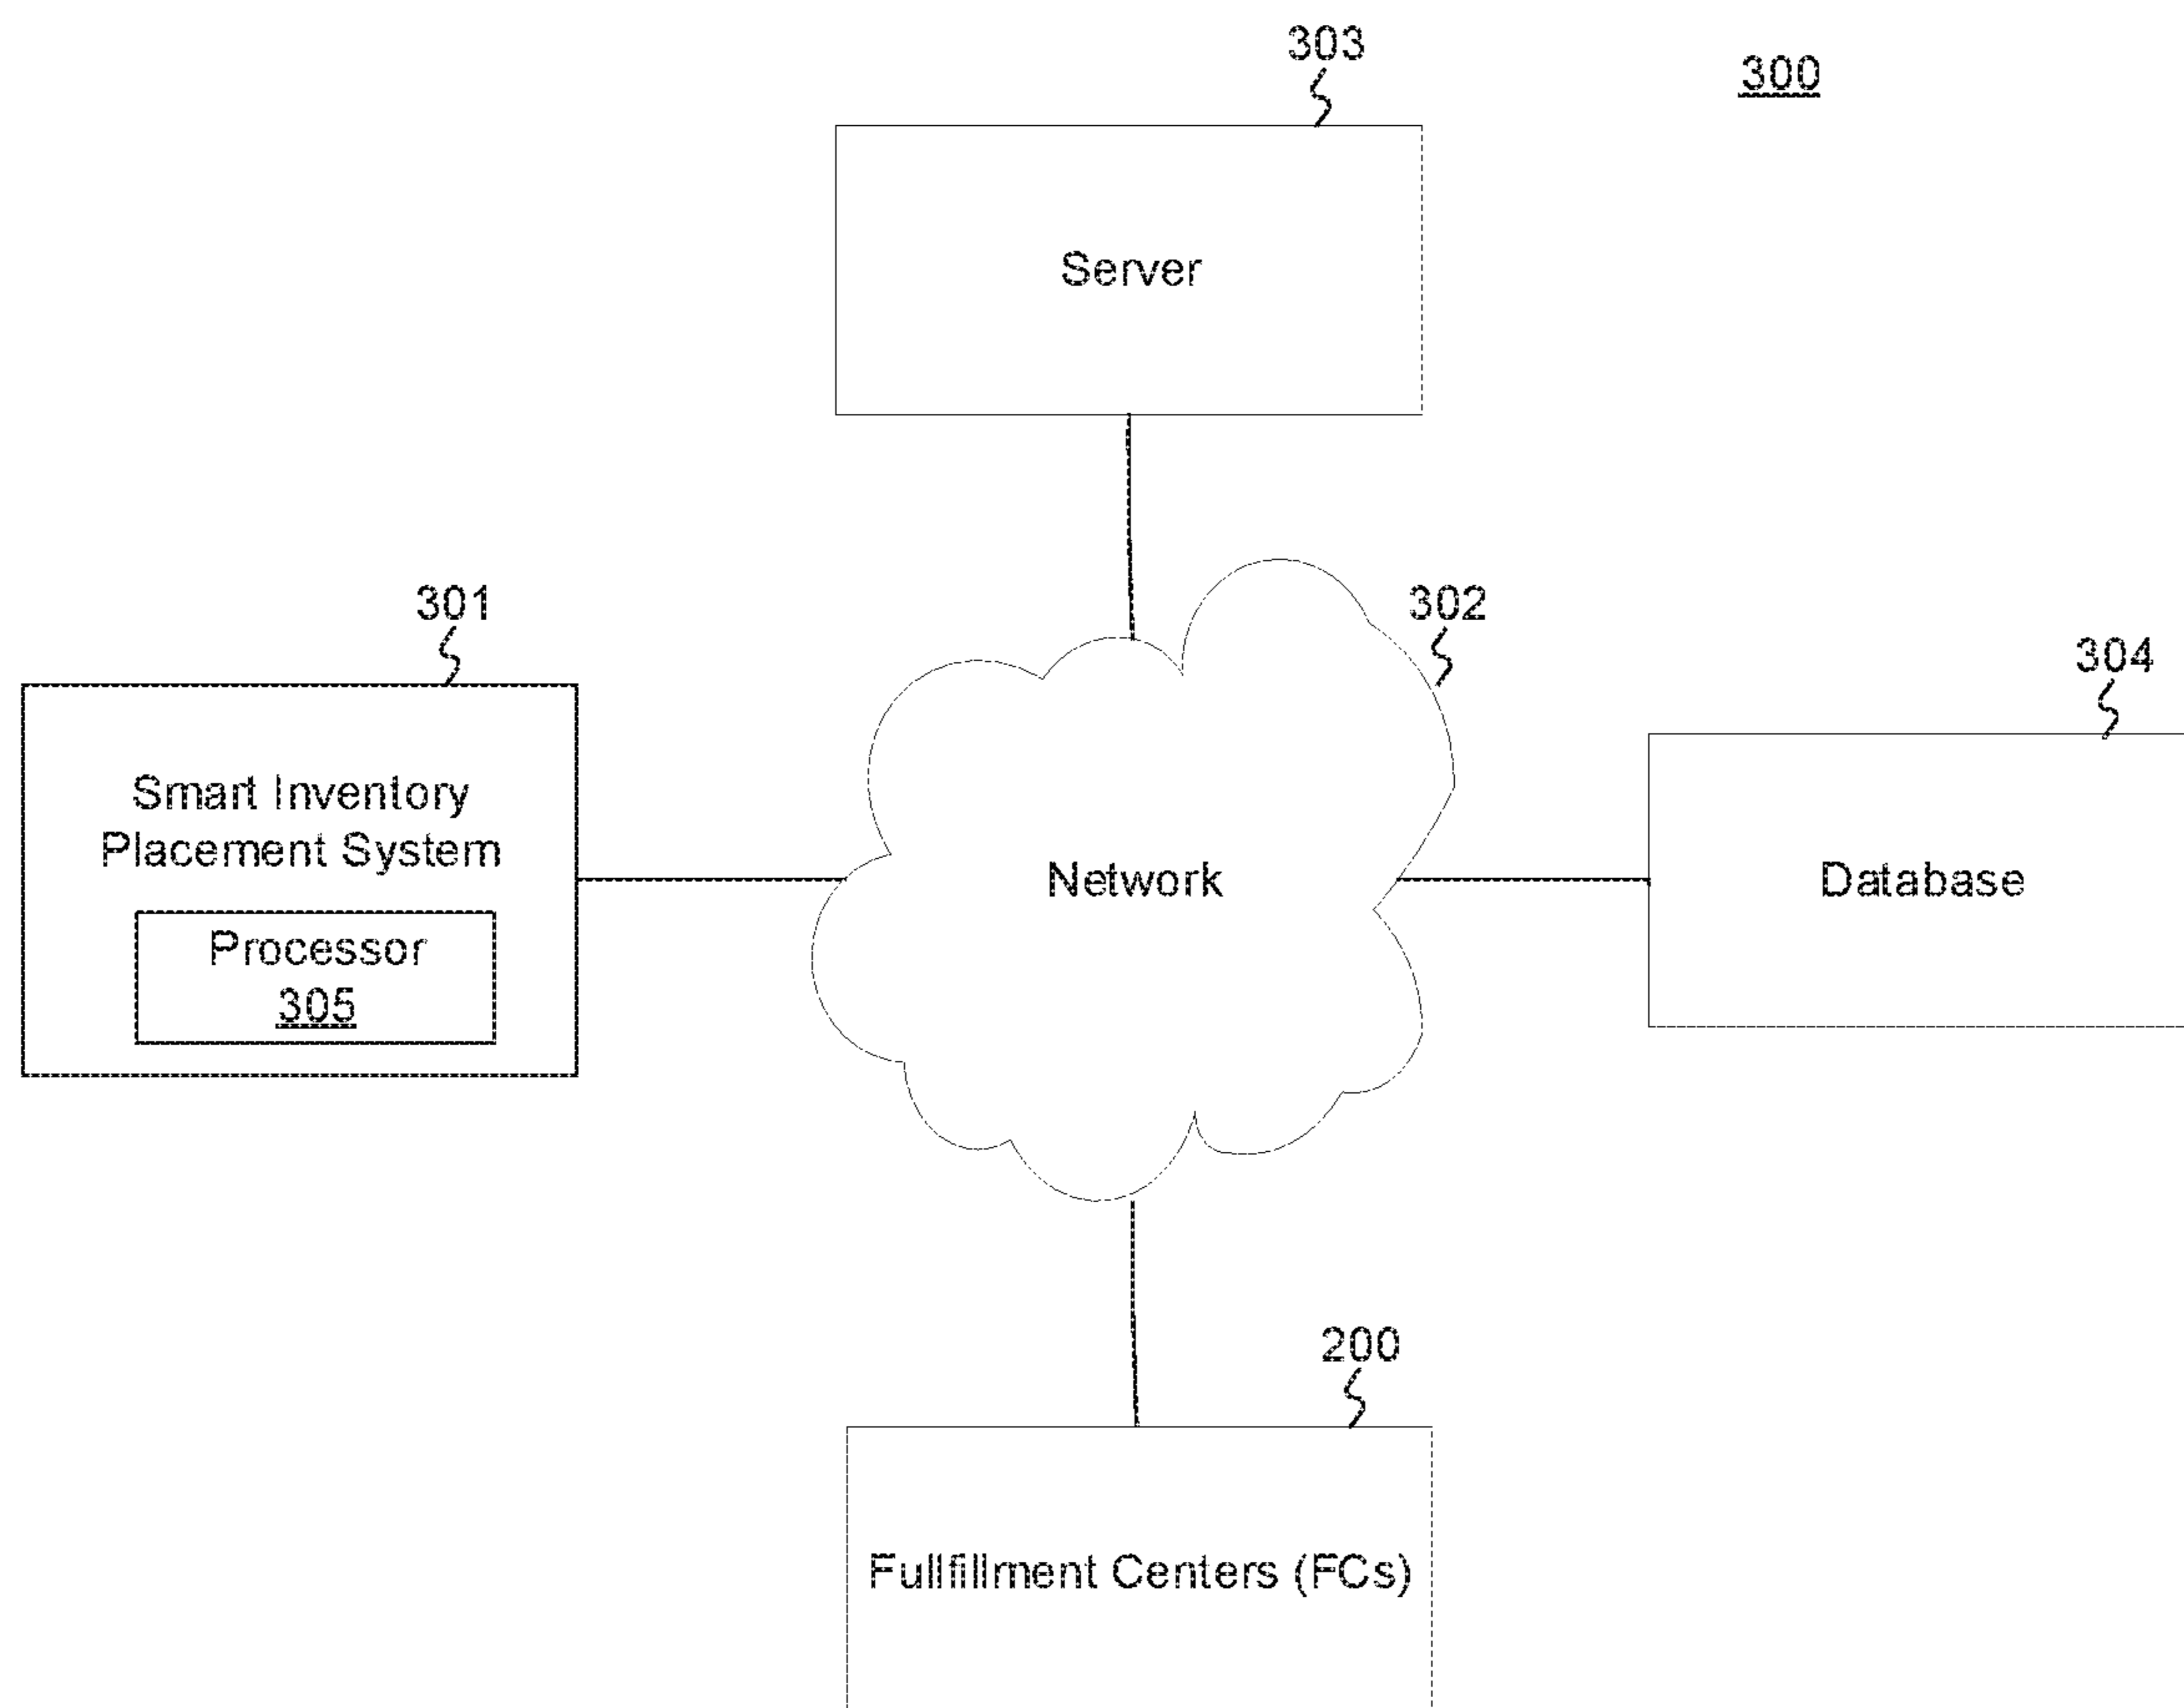 303
300
Server
301
302
304
Smart Inventory
Placement System
Network
Database
Processor
305
200
Fullfillment Centers (FCs)